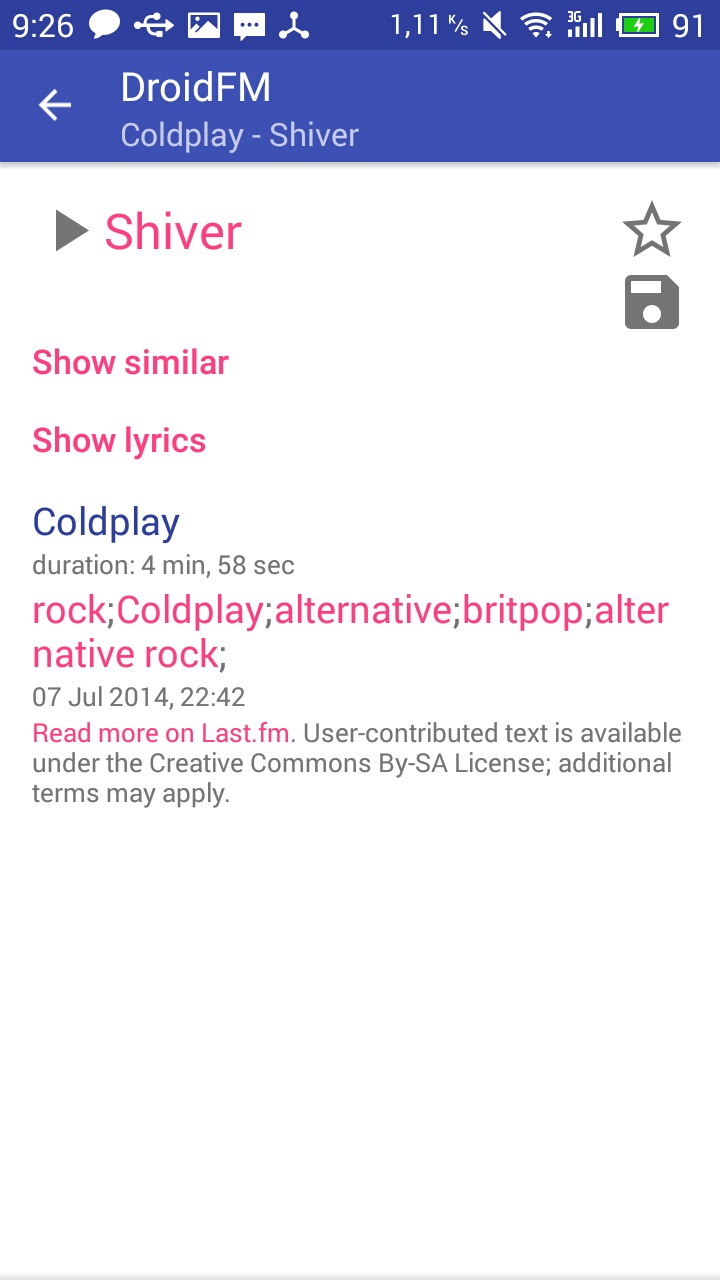 9:26 1,11 K/s 3G 91
DroidFM
Coldplay - Shiver
Shiver
Show similar
Show lyrics
Coldplay
duration: 4 min, 58 sec
rock;Coldplay;alternative;britpop;alter
native rock;
07 Jul 2014, 22:42
Read more on Last.fm. User-contributed text is available
under the Creative Commons By-SA License; additional
terms may apply.